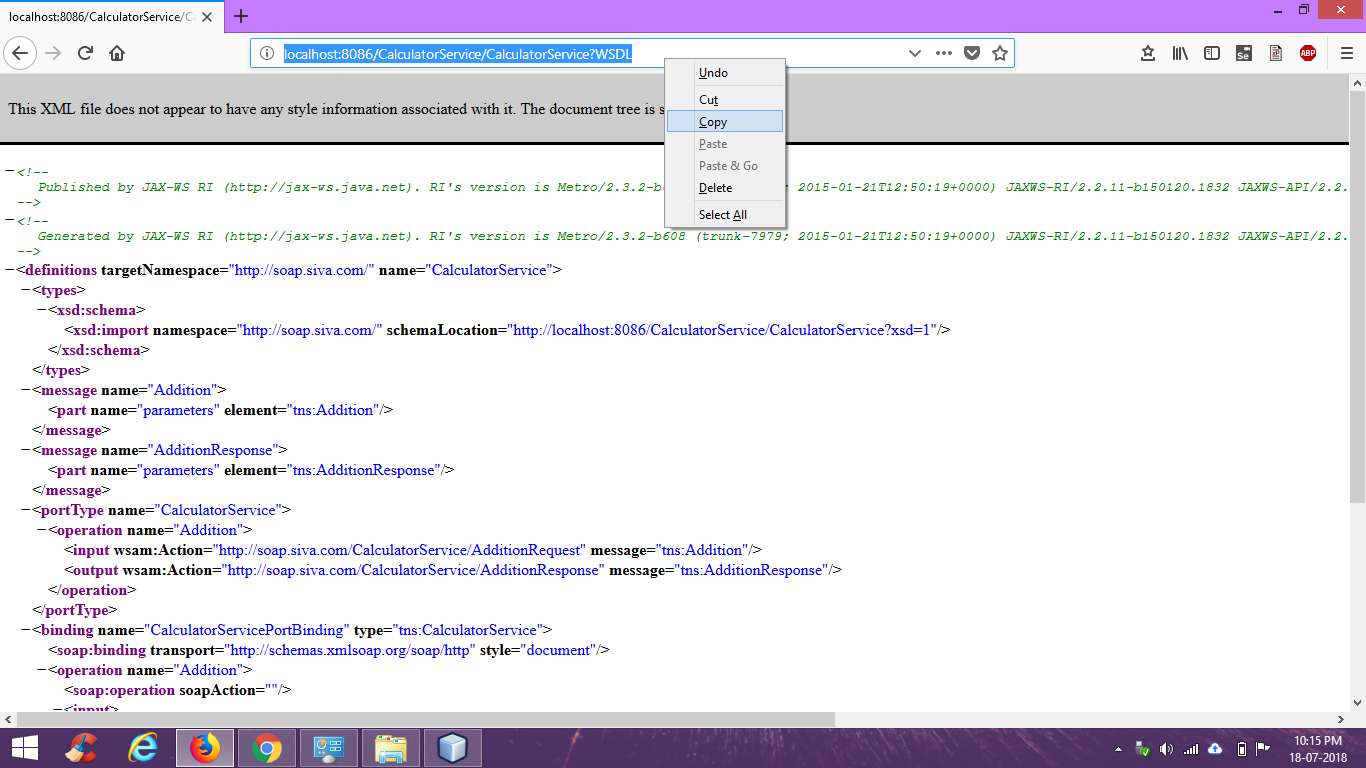 localhost:8086/CalculatorService/C
localhost:8086/CalculatorService/CalculatorService?WSDL
Se
ABP
Undo
Cut
Copy
Paste
Paste & Go
Delete
Select All
This XML file does not appear to have any style information associated with it. The document tree is s
−<!--
Published by JAX-WS RI (http://jax-ws.java.net). RI's version is Metro/2.3.2-b6 ; 2015-01-21T12:50:19+0000) JAXWS-RI/2.2.11-b150120.1832 JAXWS-API/2.2.
-->
−<!--
Generated by JAX-WS RI (http://jax-ws.java.net). RI's version is Metro/2.3.2-b608 (trunk-7979; 2015-01-21T12:50:19+0000) JAXWS-RI/2.2.11-b150120.1832 JAXWS-API/2.2.
-->
−<definitions targetNamespace="http://soap.siva.com/" name="CalculatorService">
−<types>
−<xsd:schema>
<xsd:import namespace="http://soap.siva.com/" schemaLocation="http://localhost:8086/CalculatorService/CalculatorService?xsd=1"/>
</xsd:schema>
</types>
−<message name="Addition">
<part name="parameters" element="tns:Addition"/>
</message>
−<message name="AdditionResponse">
<part name="parameters" element="tns:AdditionResponse"/>
</message>
−<portType name="CalculatorService">
−<operation name="Addition">
<input wsam:Action="http://soap.siva.com/CalculatorService/AdditionRequest" message="tns:Addition"/>
<output wsam:Action="http://soap.siva.com/CalculatorService/AdditionResponse" message="tns:AdditionResponse"/>
</operation>
</portType>
−<binding name="CalculatorServicePortBinding" type="tns:CalculatorService">
<soap:binding transport="http://schemas.xmlsoap.org/soap/http" style="document"/>
−<operation name="Addition">
<soap:operation soapAction=""/>
−<input>
10:15 PM
18-07-2018